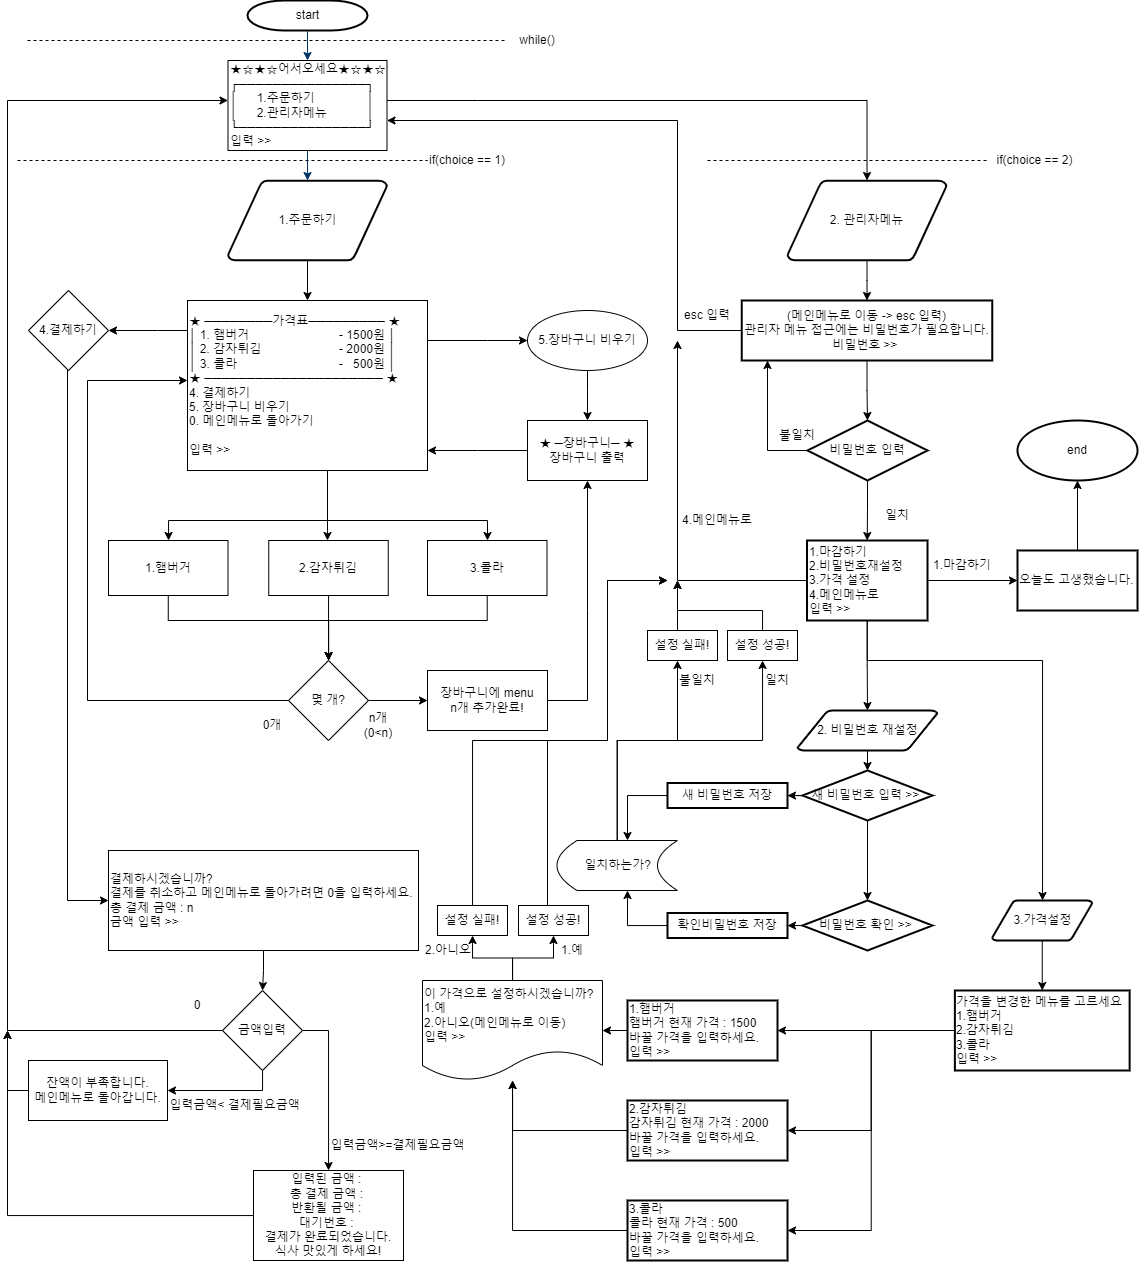 start
while()
★☆★☆어서오세요★☆★☆
1.주문하기
2.관리자메뉴
입력 >>
if(choice == 1)
if(choice == 2)
1.주문하기
2. 관리자메뉴
4.결제하기
★ ─────────가격표────────── ★
1. 햄버거 - 1500원
2. 감자튀김 - 2000원
3. 콜라 - 500원
★ ─────────────────────── ★
4. 결제하기
5. 장바구니 비우기
0. 메인메뉴로 돌아가기
입력 >>
5.장바구니 비우기
★ ─장바구니─ ★
장바구니 출력
esc 입력
(메인메뉴로 이동 -> esc 입력)
관리자 메뉴 접근에는 비밀번호가 필요합니다.
비밀번호 >>
불일치
비밀번호 입력
일치
end
4.메인메뉴로
1.마감하기
2.비밀번호재설정
3.가격 설정
4.메인메뉴로
입력 >>
1.마감하기
오늘도 고생했습니다.
1.햄버거
2.감자튀김
3.콜라
몇 개?
0개
n개
(0<n)
장바구니에 menu
n개 추가완료!
설정 실패!
설정 성공!
불일치
일치
2. 비밀번호 재설정
새 비밀번호 입력 >>
새 비밀번호 저장
일치하는가?
확인비밀번호 저장
비밀번호 확인 >>
3.가격설정
결제하시겠습니까?
결제를 취소하고 메인메뉴로 돌아가려면 0을 입력하세요.
총 결제 금액 : n
금액 입력 >>
설정 실패!
설정 성공!
2.아니오
1.예
이 가격으로 설정하시겠습니까?
1.예
2.아니오(메인메뉴로 이동)
입력 >>
1.햄버거
햄버거 현재 가격 : 1500
바꿀 가격을 입력하세요.
입력 >>
가격을 변경한 메뉴를 고르세요
1.햄버거
2.감자튀김
3.콜라
입력 >>
0
금액입력
잔액이 부족합니다.
메인메뉴로 돌아갑니다.
입력금액< 결제필요금액
입력금액>=결제필요금액
2.감자튀김
감자튀김 현재 가격 : 2000
바꿀 가격을 입력하세요.
입력 >>
입력된 금액 :
총 결제 금액 :
반환될 금액 :
대기번호 :
결제가 완료되었습니다.
식사 맛있게 하세요!
3.콜라
콜라 현재 가격 : 500
바꿀 가격을 입력하세요.
입력 >>